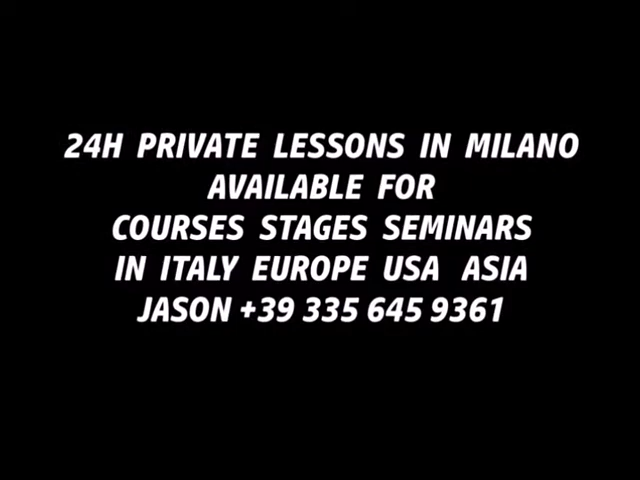 24H PRIVATE LESSONS IN MILANO
AVAILABLE FOR
COURSES STAGES SEMINARS
IN ITALY EUROPE USA ASIA
JASON +39 335 645 9361